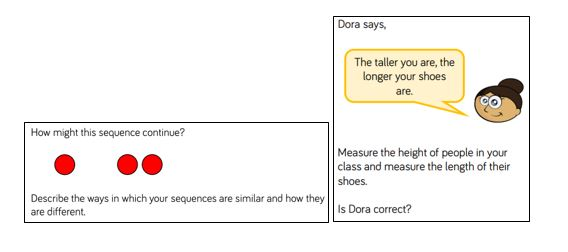 How might this sequence continue?
Describe the ways in which your sequences are similar and how they
are different.
Dora says,
The taller you are, the
longer your shoes
are.
Measure the height of people in your
class and measure the length of their
shoes.
Is Dora correct?